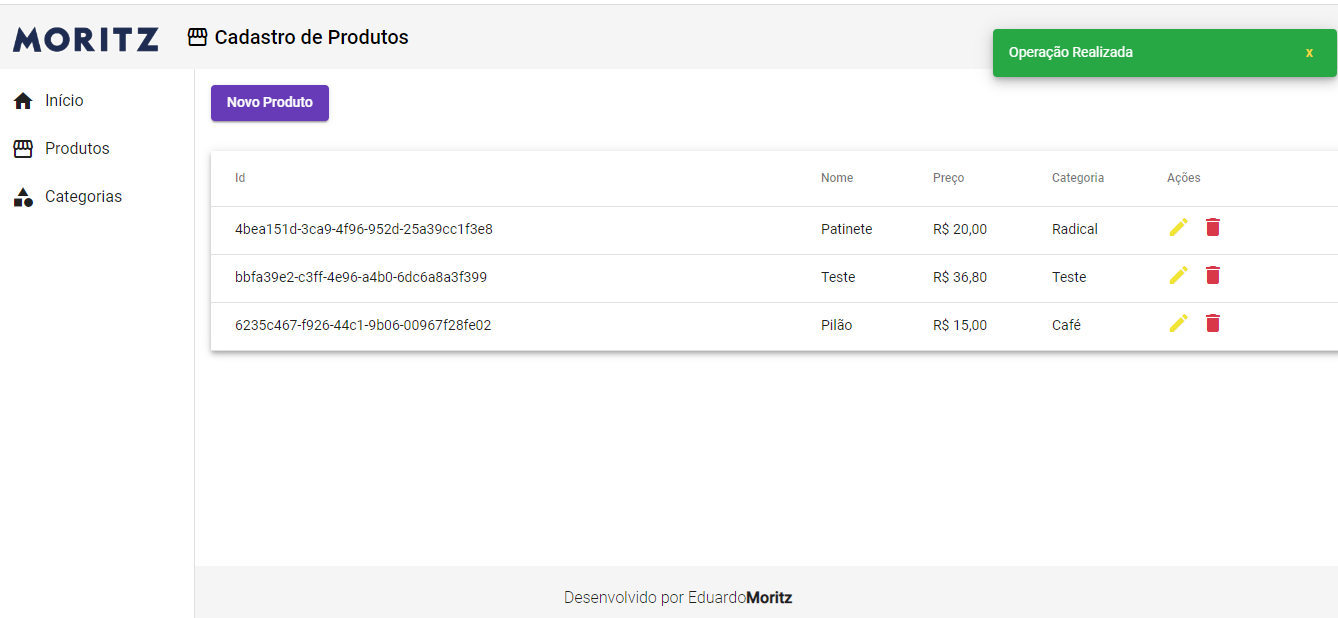 MORITZ
Cadastro de Produtos
Operação Realizada x
Início
Produtos
Categorias
Novo Produto
Id Nome Preço Categoria Ações
4bea151d-3ca9-4f96-952d-25a39cc1f3e8 Patinete R$ 20,00 Radical
bbfa39e2-c3ff-4e96-a4b0-6dc6a8a3f399 Teste R$ 36,80 Teste
6235c467-f926-44c1-9b06-00967f28fe02 Pilão R$ 15,00 Café
Desenvolvido por EduardoMoritz